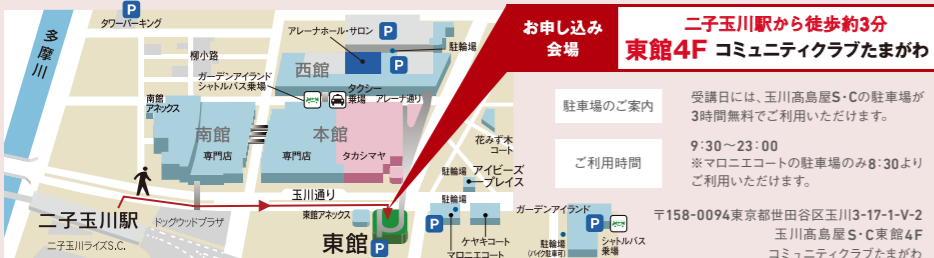 P
タワーパーキング
多摩川
柳小路
アレーナホール・サロン
P
駐輪場
P
西館
ガーデンアイランド
シャトルバス乗場
タクシー
乗場
アレーナ通り
南館
アネックス
南館
専門店
本館
専門店
タカシマヤ
花みず木
コート
駐輪場
アイビーズ
プレイス
玉川通り
二子玉川駅
二子玉川ライズS.C.
ドッグウッドプラザ
東館アネックス
東館
P
P
P
駐輪場
ケヤキコート
マロニエコート
ガーデンアイランド
駐輪場
(バイク駐車可)
P
シャトルバス
乗場
お申し込み
会場
二子玉川駅から徒歩約3分
東館4F コミュニティクラブたまがわ
駐車場のご案内
受講日には、玉川髙島屋S・Cの駐車場が
3時間無料でご利用いただけます。
ご利用時間
9:30〜23:00
※マロニエコートの駐車場のみ8:30より
ご利用いただけます。
〒158-0094東京都世田谷区玉川3-17-1-V-2
玉川髙島屋S・C東館4F
コミュニティクラブたまがわ